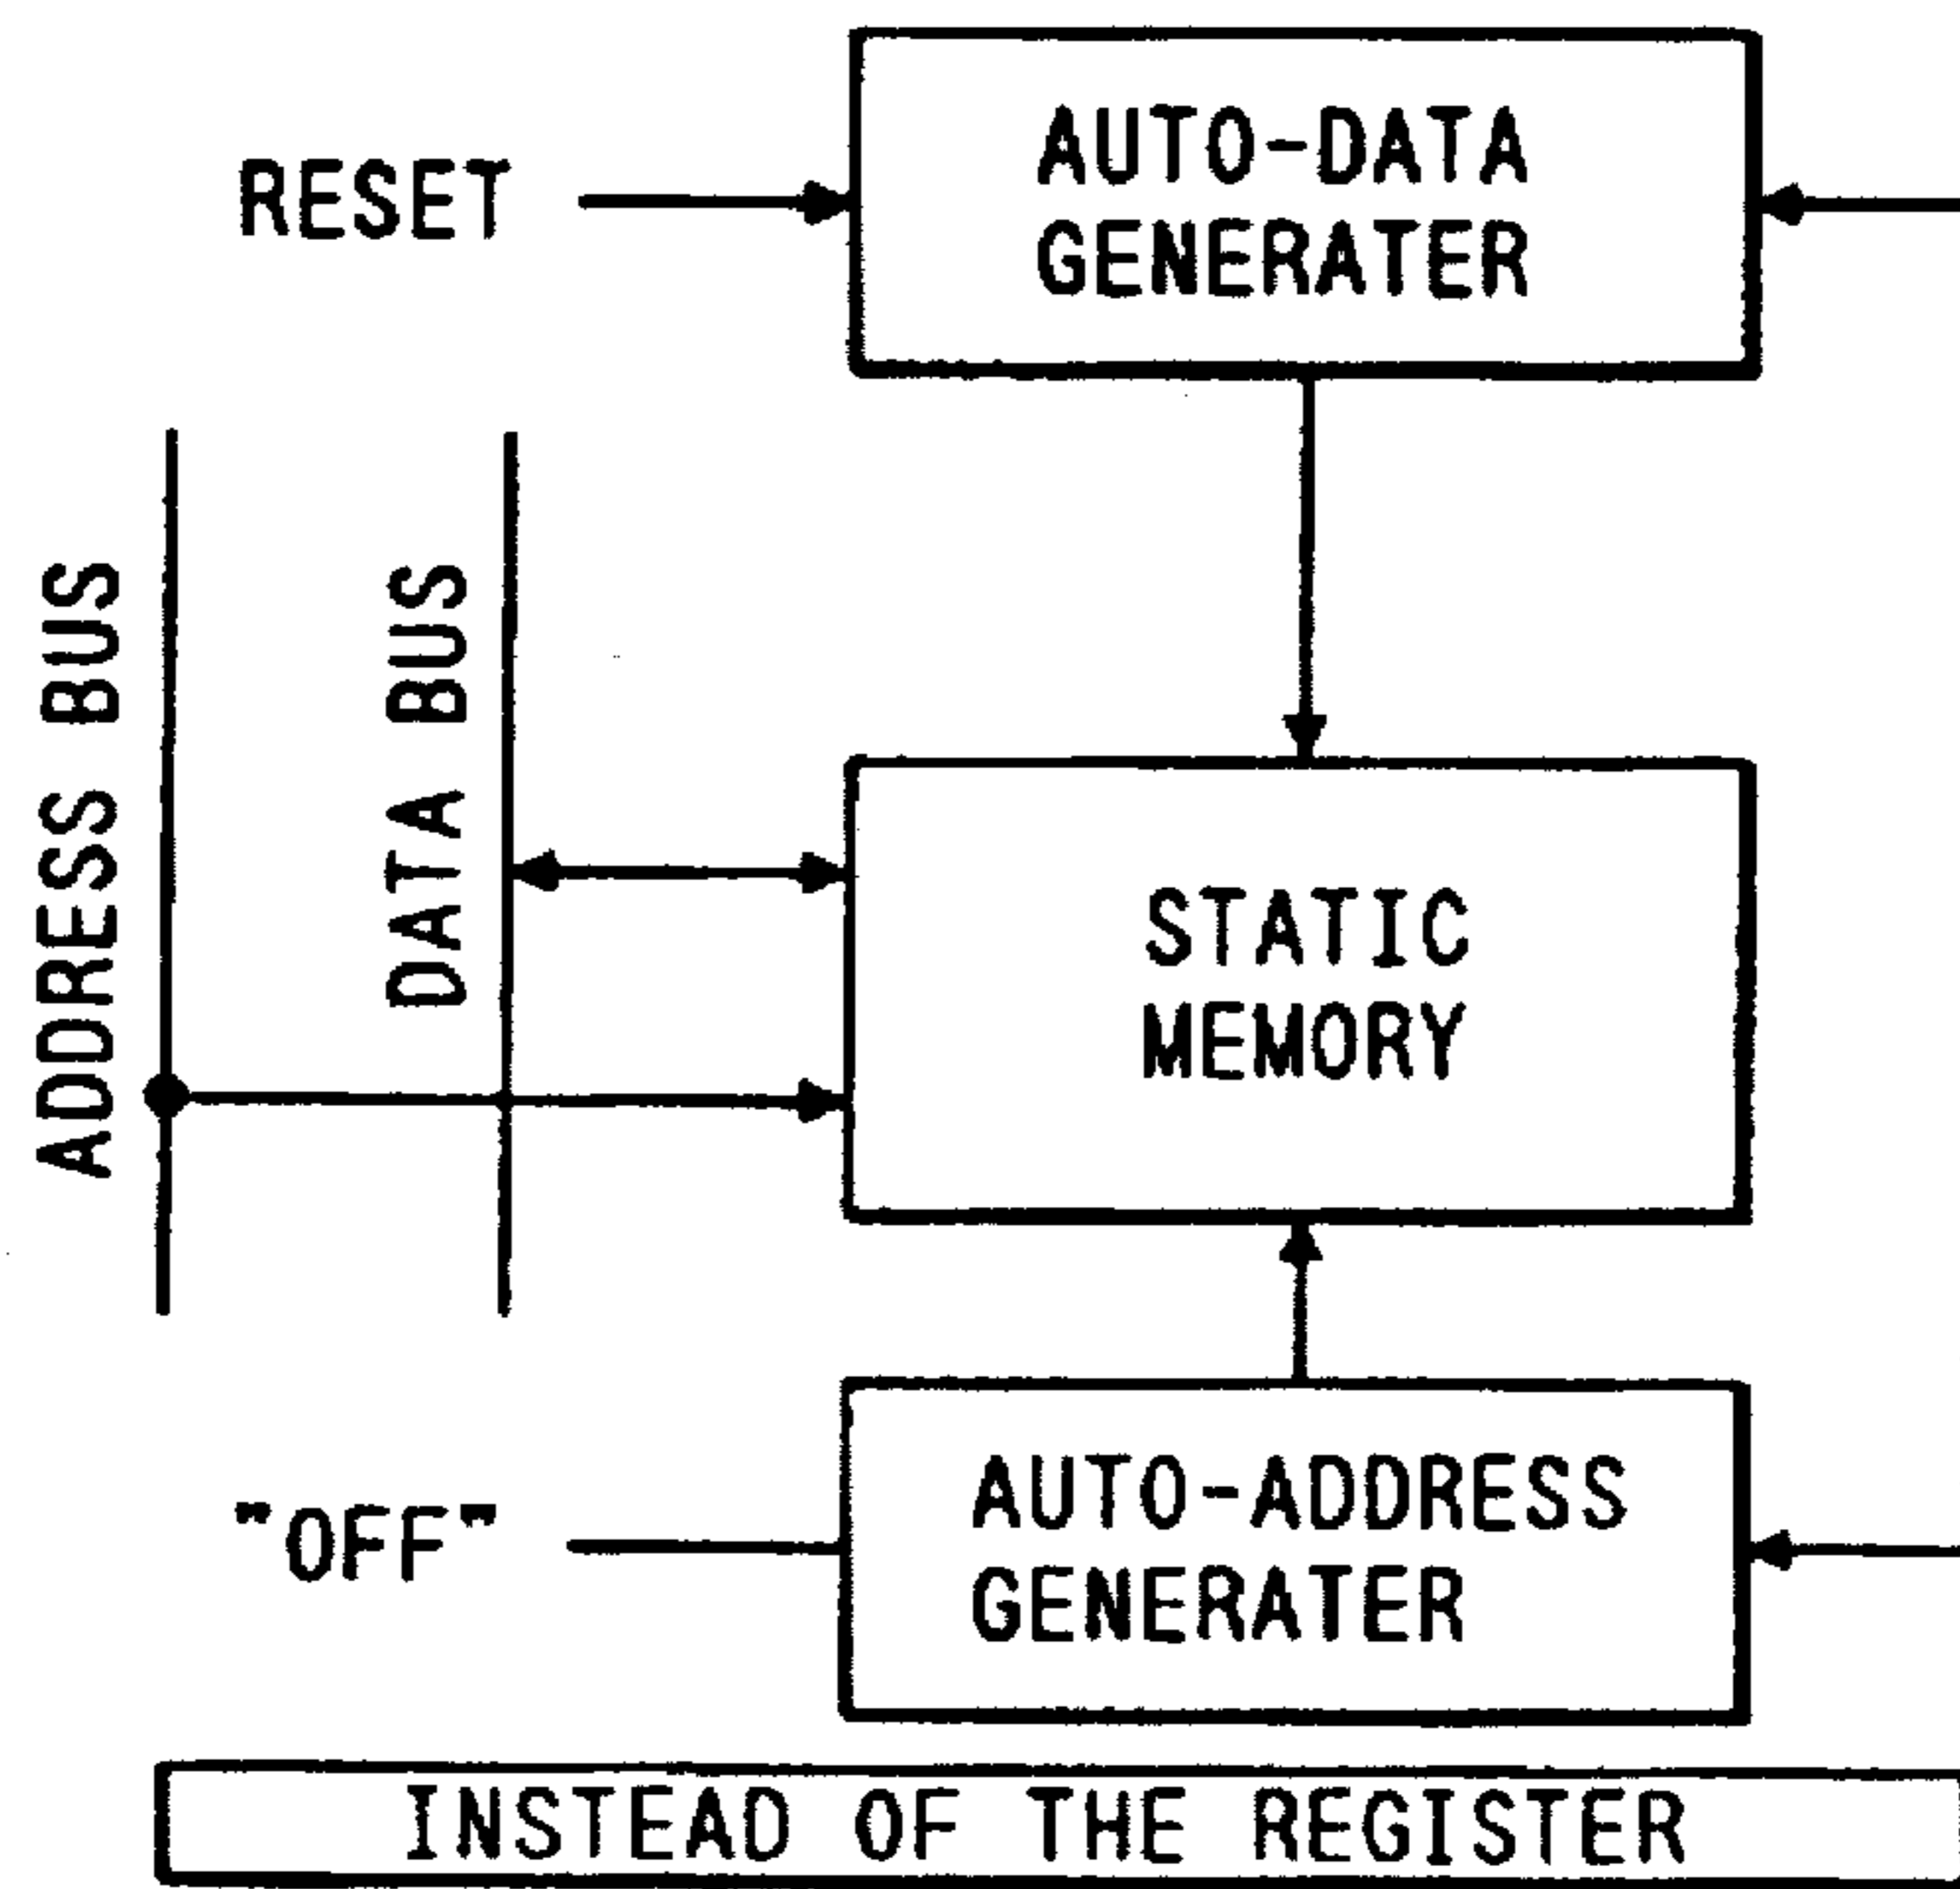 RESET
AUTO-DATA
GENERATER
ADDRESS BUS
DATA BUS
STATIC
MEMORY
"OFF"
AUTO-ADDRESS
GENERATER
INSTEAD OF THE REGISTER